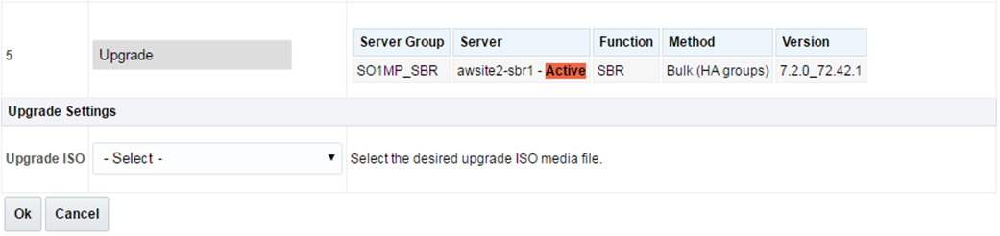 Server Group Server Function Method Version
5 Upgrade SO1MP_SBR awsite2-sbr1 - Active SBR Bulk (HA groups) 7.2.0_72.42.1
Upgrade Settings
Upgrade ISO - Select - Select the desired upgrade ISO media file.
Ok Cancel